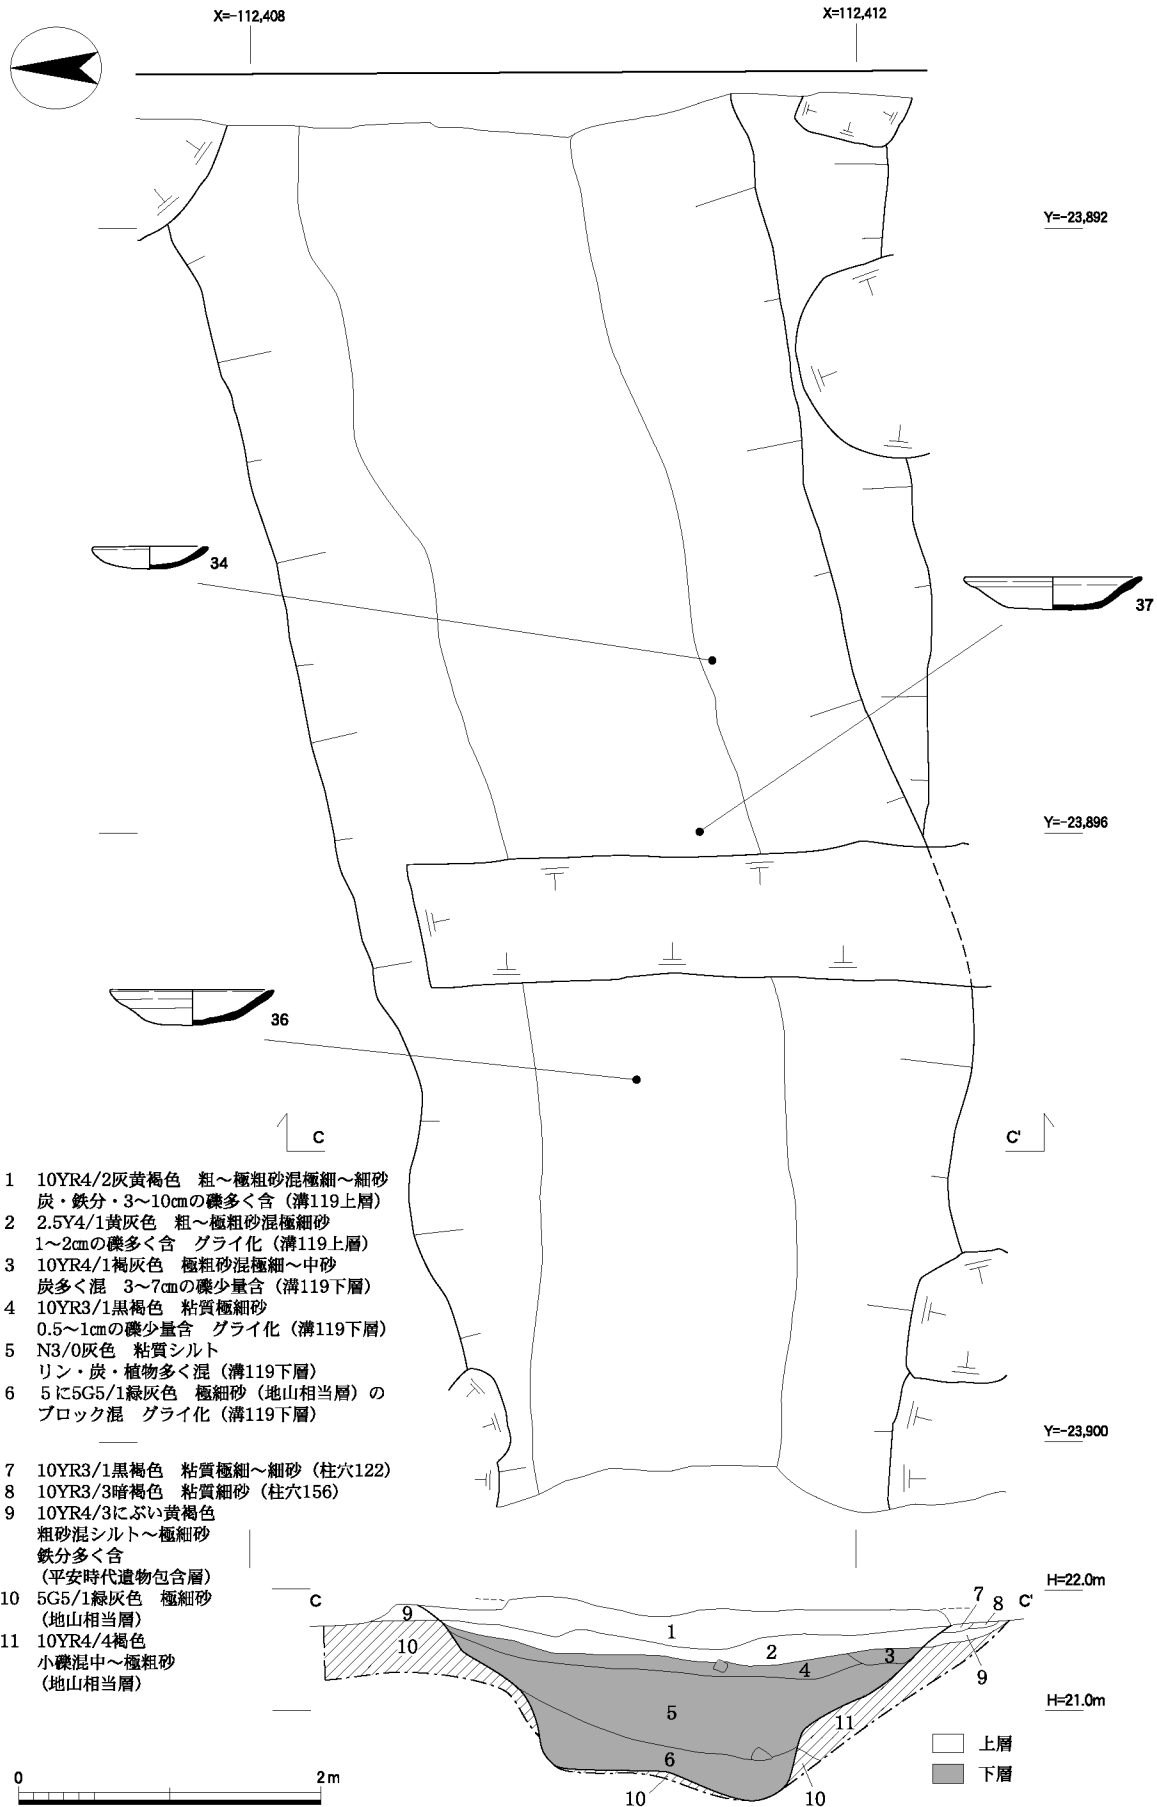 X=-112,408
X=112,412
Y=-23,892
34
37
Y=-23,896
36
C
C'
1 10YR4/2灰黄褐色 粗～極粗砂混極細～細砂
炭・鉄分・3～10㎝の礫多く含（溝119上層）
2 2.5Y4/1黄灰色 粗～極粗砂混極細砂
1～2㎝の礫多く含 グライ化（溝119上層）
3 10YR4/1褐灰色 極粗砂混極細～中砂
炭多く混 3～7㎝の礫少量含（溝119下層）
4 10YR3/1黒褐色 粘質極細砂
0.5～1㎝の礫少量含 グライ化（溝119下層）
5 N3/0灰色 粘質シルト
リン・炭・植物多く混（溝119下層）
6 5に5G5/1緑灰色 極細砂（地山相当層）の
ブロック混 グライ化（溝119下層）
Y=-23,900
7 10YR3/1黒褐色 粘質極細～細砂（柱穴122）
8 10YR3/3暗褐色 粘質細砂（柱穴156）
9 10YR4/3にぶい黄褐色
粗砂混シルト～極細砂
鉄分多く含
（平安時代遺物包含層）
10 5G5/1緑灰色 極細砂
（地山相当層）
11 10YR4/4褐色
小礫混中～極粗砂
（地山相当層）
H=22.0m
C
7
8
C'
9
1
10
2
3
4
9
H=21.0m
5
11
上層
6
下層
10
10
0
2m